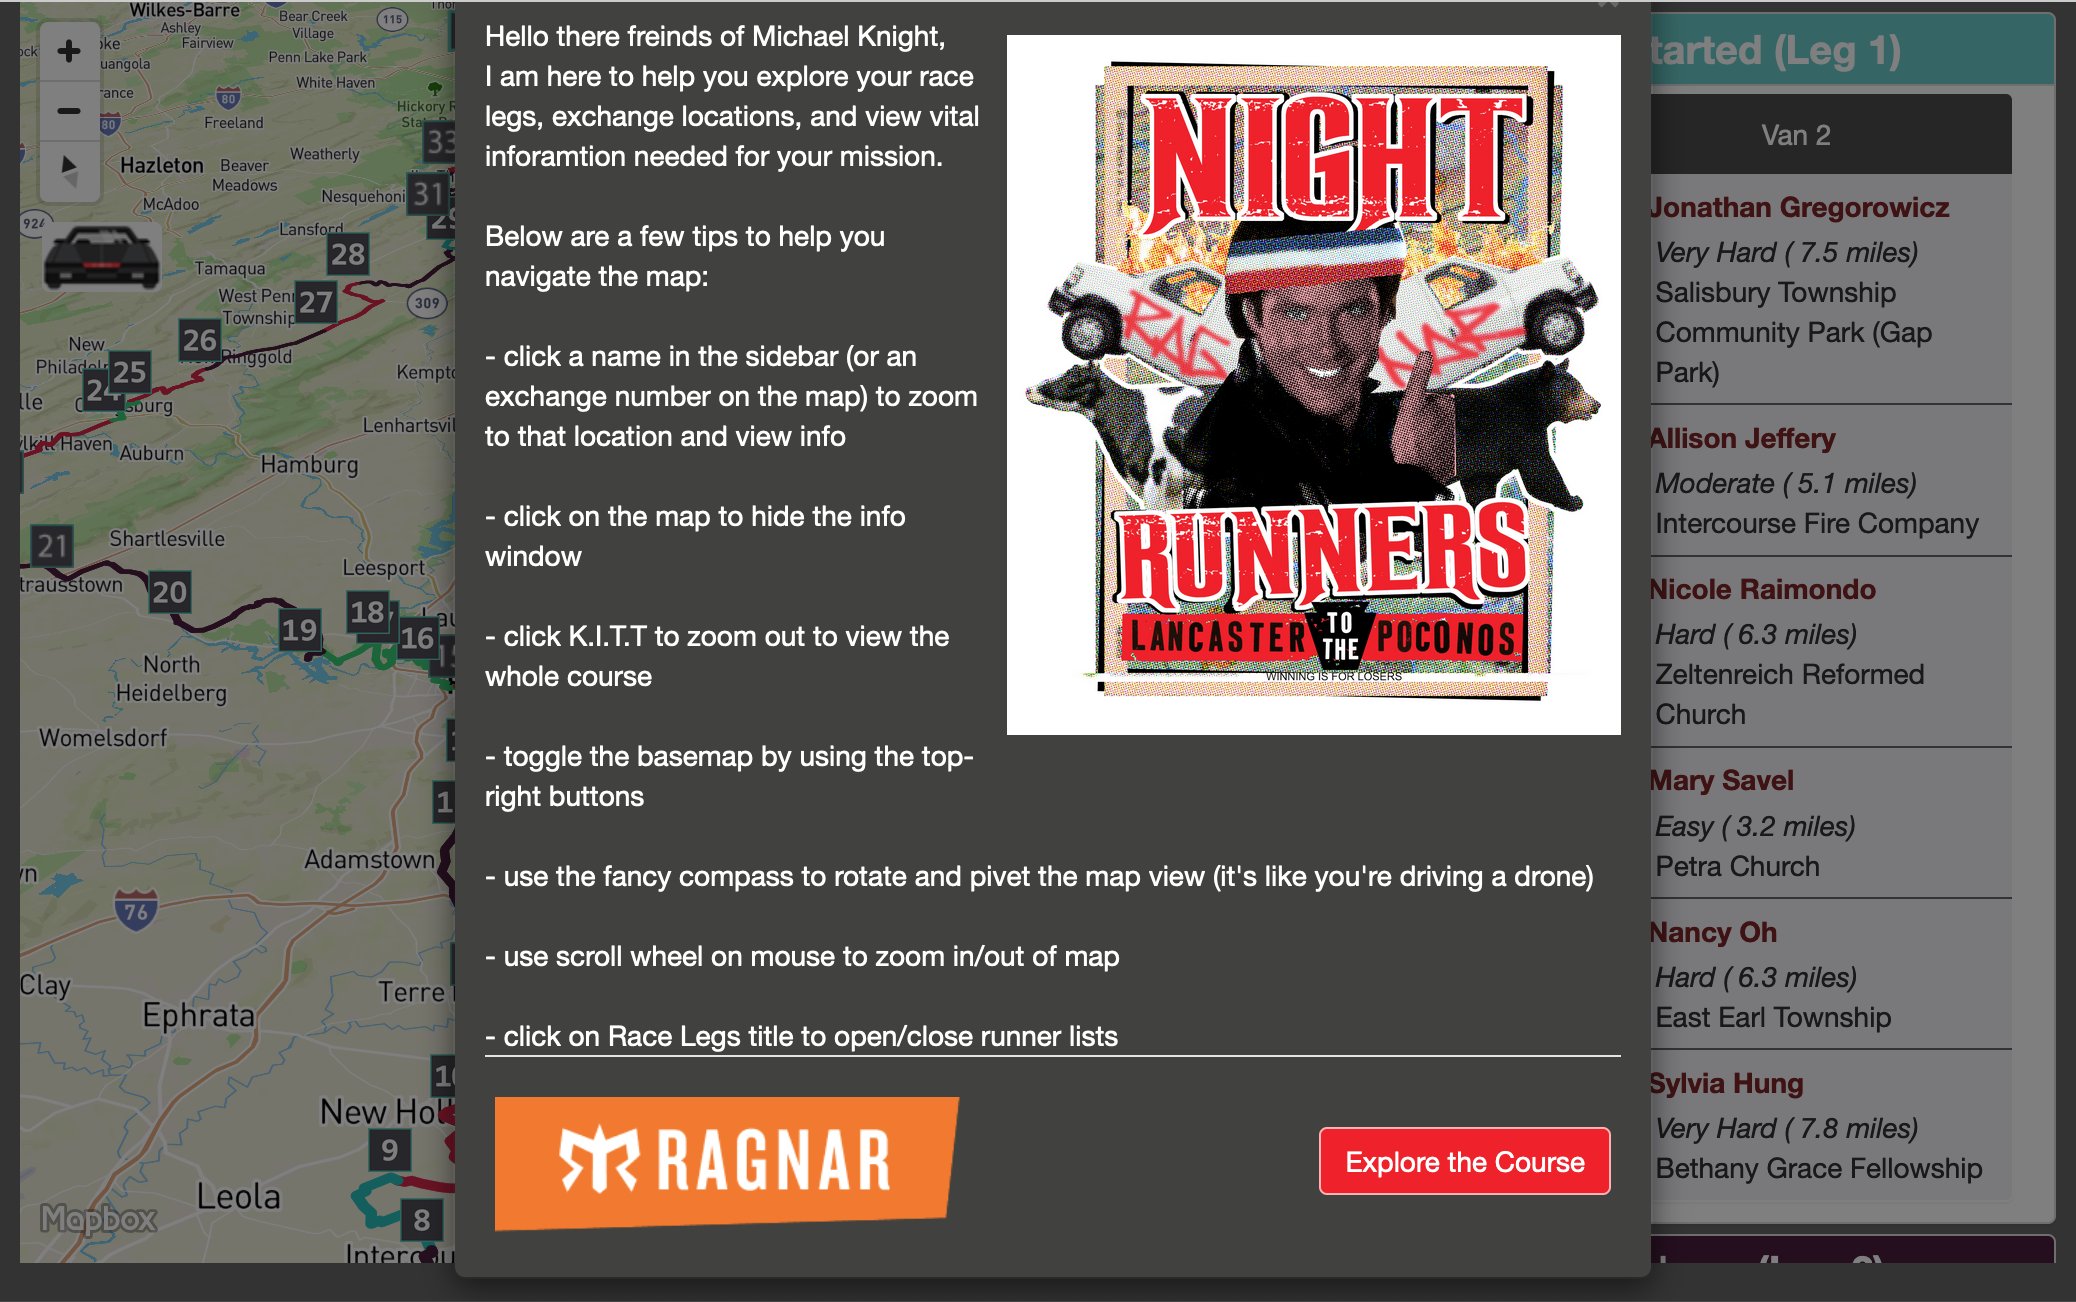 Hello there freinds of Michael Knight,
I am here to help you explore your race
legs, exchange locations, and view vital
inforamtion needed for your mission.
Below are a few tips to help you
navigate the map:
- click a name in the sidebar (or an
exchange number on the map) to zoom
to that location and view info
- click on the map to hide the info
window
- click K.I.T.T to zoom out to view the
whole course
- toggle the basemap by using the top-
right buttons
- use the fancy compass to rotate and pivet the map view (it's like you're driving a drone)
- use scroll wheel on mouse to zoom in/out of map
- click on Race Legs title to open/close runner lists
NIGHT
RAG
NAR
RUNNERS
LANCASTER TO THE POCONOS
WINNING IS FOR LOSERS
RAGNAR
Explore the Course
tarted (Leg 1)
Van 2
Jonathan Gregorowicz
Very Hard ( 7.5 miles)
Salisbury Township
Community Park (Gap
Park)
Allison Jeffery
Moderate ( 5.1 miles)
Intercourse Fire Company
Nicole Raimondo
Hard ( 6.3 miles)
Zeltenreich Reformed
Church
Mary Savel
Easy ( 3.2 miles)
Petra Church
Nancy Oh
Hard ( 6.3 miles)
East Earl Township
Sylvia Hung
Very Hard ( 7.8 miles)
Bethany Grace Fellowship
Wilkes-Barre
Bear Creek
Village
115
Ashley
Fairview
Penn Lake Park
White Haven
80
Freeland
80
Hickory
33
Weatherly
Hazleton
Beaver
Meadows
31
Nesquehoni
McAdoo
924
Lansford
28
Tamaqua
West Penn
Township
27
309
26
New
Ringgold
25
24
Kempt
Lenhartsvil
Haven
Auburn
Hamburg
21
Shartlesville
Leesport
trausstown
20
18
19
16
North
Heidelberg
Womelsdorf
Adamstown
76
Clay
Terre
Ephrata
New Hol
9
Leola
8
Mapbox
Interc